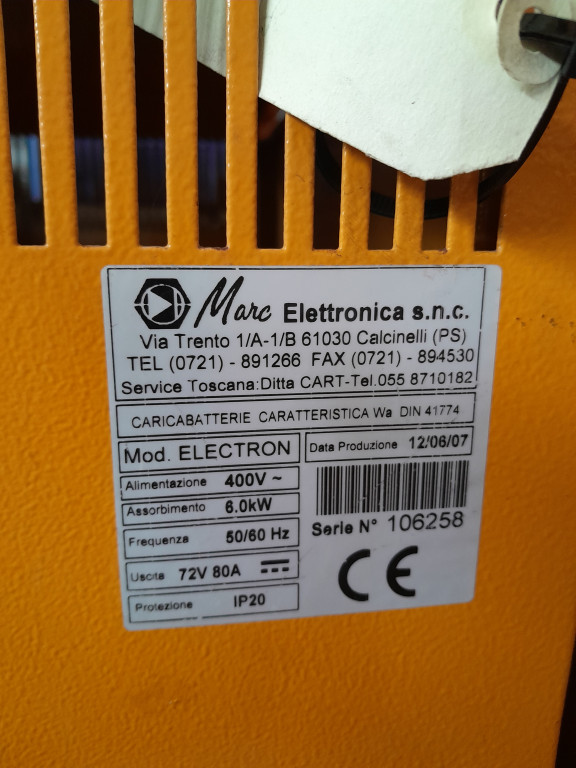 Marc Elettronica s.n.c.
Via Trento 1/A-1/B 61030 Calcinelli (PS)
TEL (0721) - 891266 FAX (0721) - 894530
Service Toscana:Ditta CART-Tel.055 8710182
CARICABATTERIE CARATTERISTICA Wa DIN 41774
Mod. ELECTRON
Data Produzione 12/06/07
Alimentazione 400V ~
Assorbimento 6.0kW
Frequenza 50/60 Hz
Serie N° 106258
Uscita 72V 80A
CE
Protezione IP20